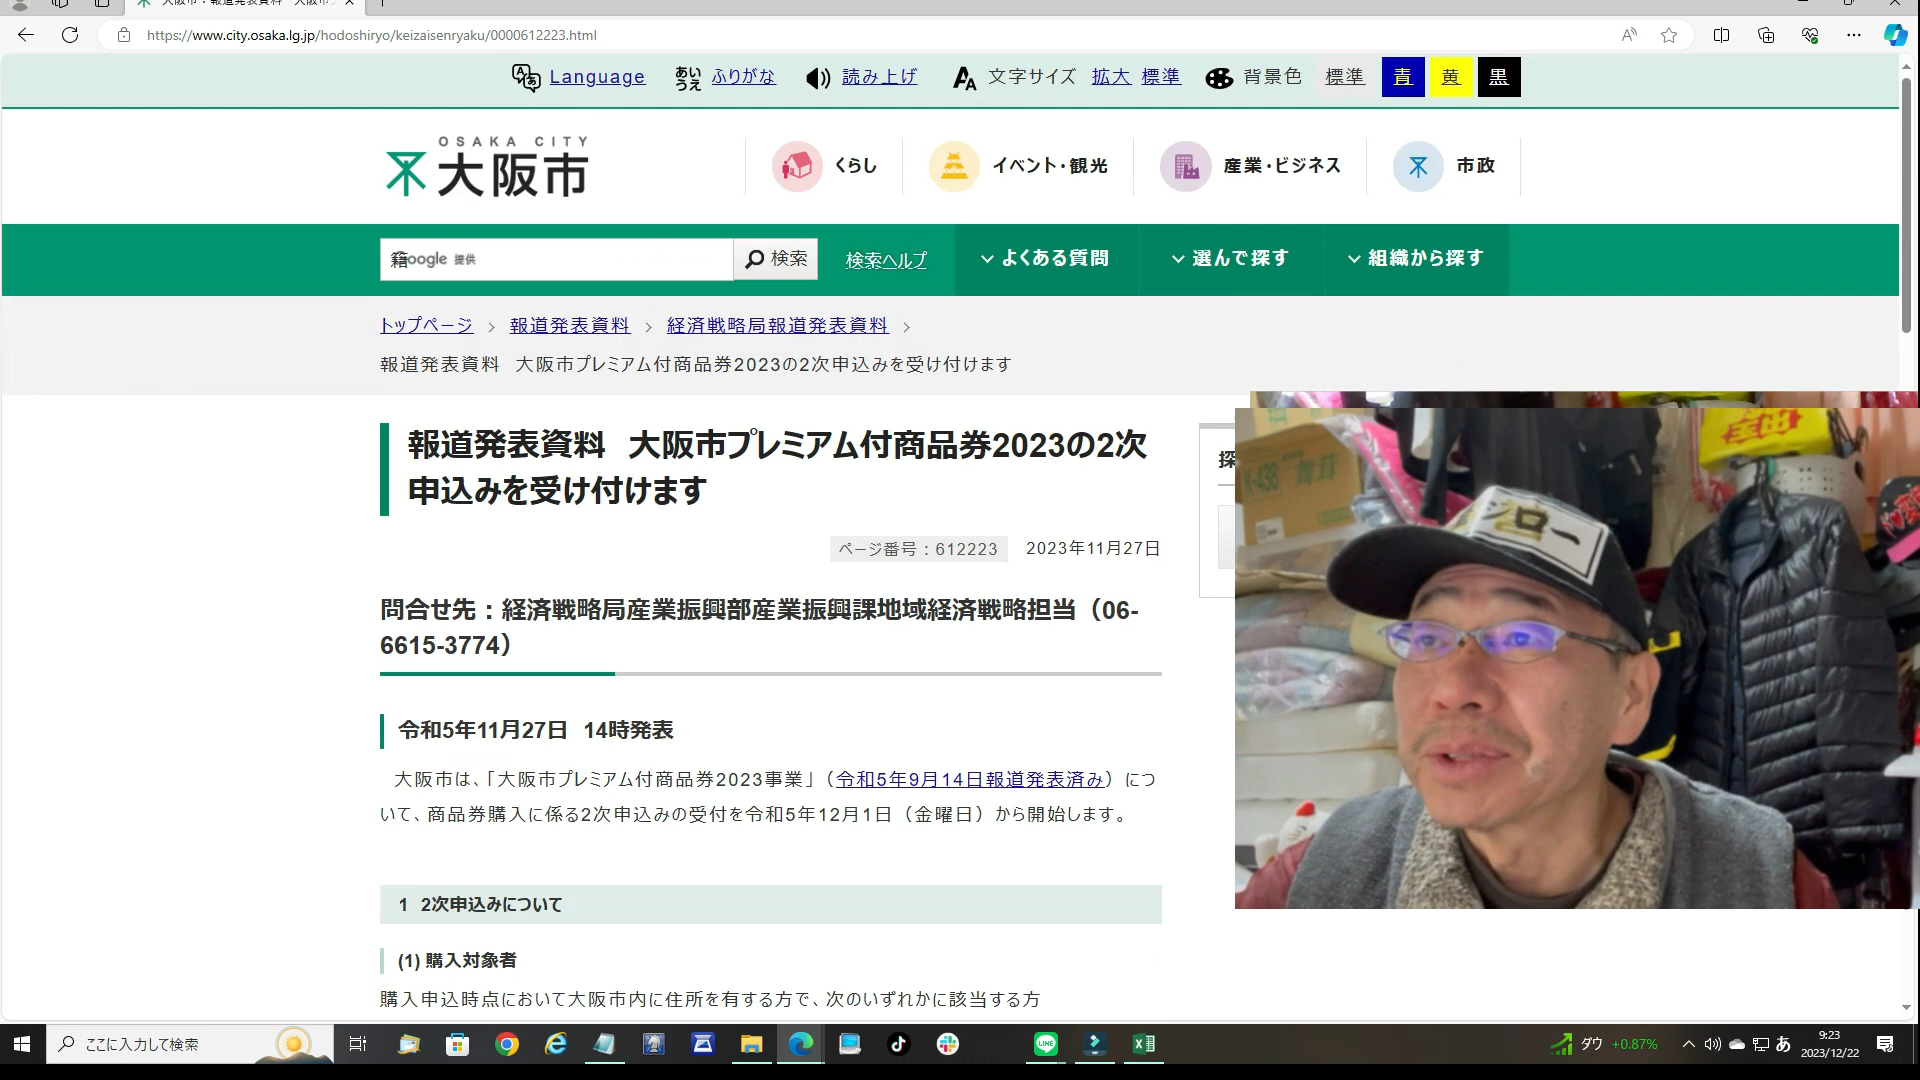 https://www.city.osaka.lg.jp/hodoshiryo/keizaisenryaku/0000612223.html
Language
あいうえ ふりがな
読み上げ
文字サイズ 拡大 標準
背景色 標準 青 黄 黒
OSAKA CITY
大阪市
くらし
イベント・観光
産業・ビジネス
市政
Google 提供
検索
検索ヘルプ
よくある質問
選んで探す
組織から探す
トップページ
報道発表資料
経済戦略局報道発表資料
報道発表資料 大阪市プレミアム付商品券2023の2次申込みを受け付けます
報道発表資料 大阪市プレミアム付商品券2023の2次
申込みを受け付けます
探
ページ番号：612223
2023年11月27日
問合せ先：経済戦略局産業振興部産業振興課地域経済戦略担当（06-
6615-3774）
令和5年11月27日 14時発表
大阪市は、「大阪市プレミアム付商品券2023事業」（令和5年9月14日報道発表済み）につ
いて、商品券購入に係る2次申込みの受付を令和5年12月1日（金曜日）から開始します。
1 2次申込みについて
(1) 購入対象者
購入申込時点において大阪市内に住所を有する方で、次のいずれかに該当する方
ここに入力して検索
LINE
ダウ +0.87%
あ
9:23
2023/12/22